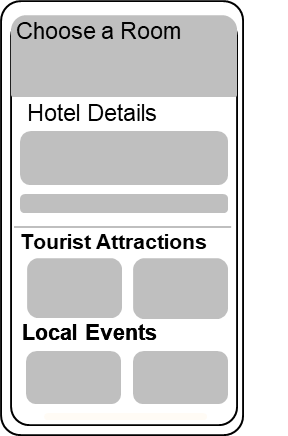 Choose a Room
Hotel Details
Tourist Attractions
Local Events